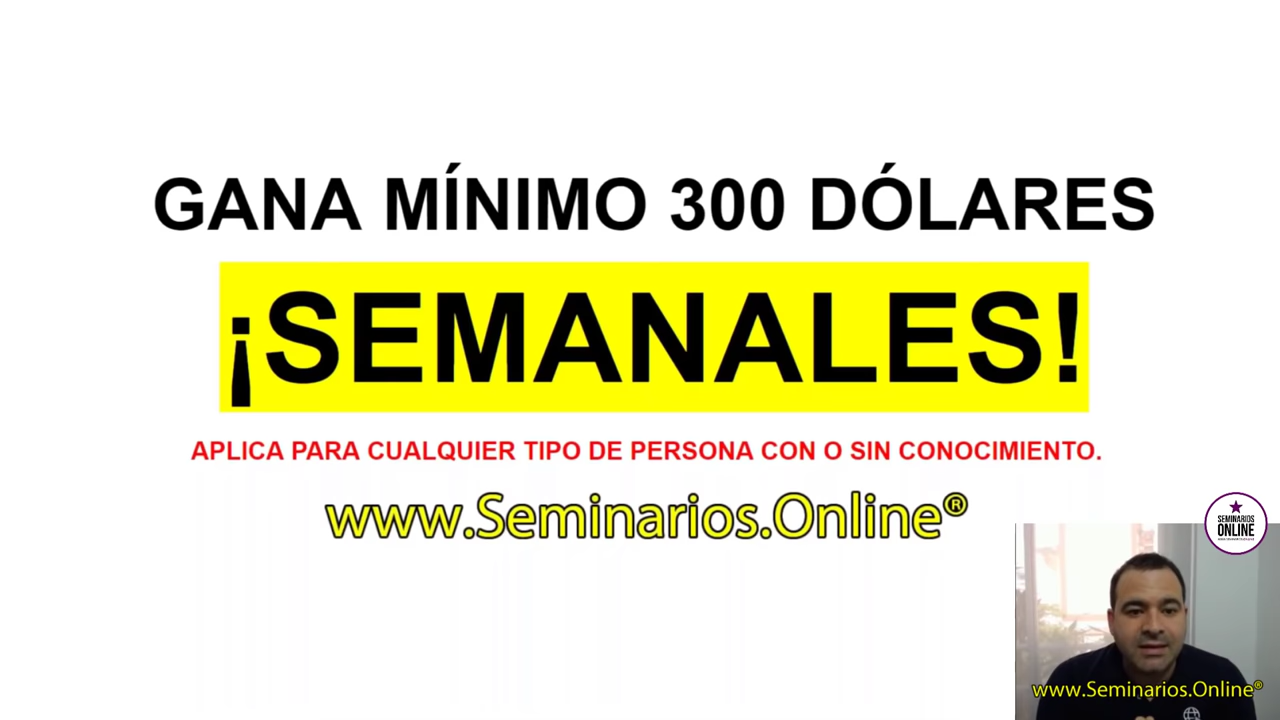 GANA MÍNIMO 300 DÓLARES
¡SEMANALES!
APLICA PARA CUALQUIER TIPO DE PERSONA CON O SIN CONOCIMIENTO.
www.Seminarios.Online®
SEMINARIOS
ONLINE
www.Seminarios.Online®